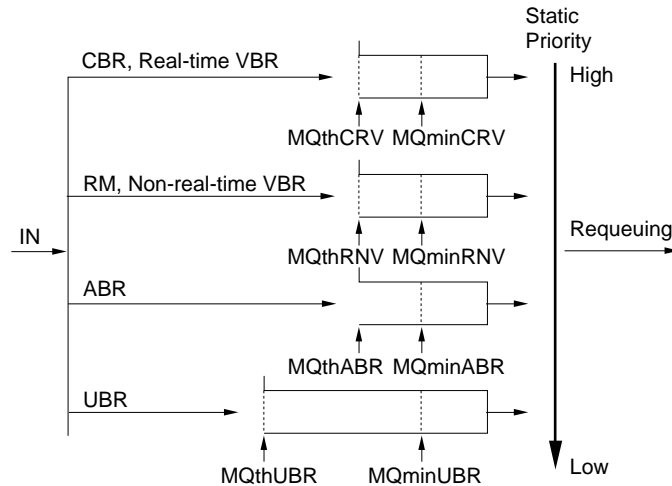 Static
Priority
CBR, Real-time VBR
High
MQthCRV MQminCRV
RM, Non-real-time VBR
IN
Requeuing
MQthRNV MQminRNV
ABR
MQthABR MQminABR
UBR
MQthUBR MQminUBR
Low